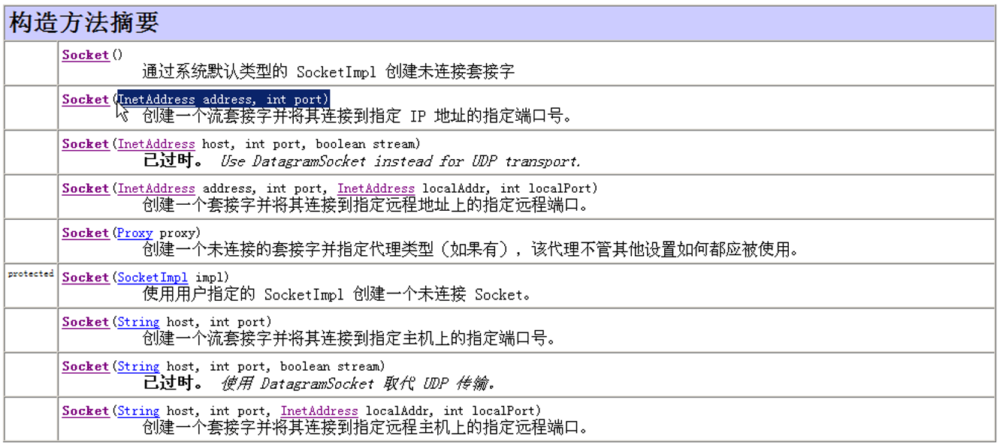 构造方法摘要
Socket()
通过系统默认类型的 SocketImpl 创建未连接套接字
Socket(InetAddress address, int port)
创建一个流套接字并将其连接到指定 IP 地址的指定端口号。
Socket(InetAddress host, int port, boolean stream)
已过时。 Use DatagramSocket instead for UDP transport.
Socket(InetAddress address, int port, InetAddress localAddr, int localPort)
创建一个套接字并将其连接到指定远程地址上的指定远程端口。
Socket(Proxy proxy)
创建一个未连接的套接字并指定代理类型（如果有），该代理不管其他设置如何都应被使用。
protected Socket(SocketImpl impl)
使用用户指定的 SocketImpl 创建一个未连接 Socket。
Socket(String host, int port)
创建一个流套接字并将其连接到指定主机上的指定端口号。
Socket(String host, int port, boolean stream)
已过时。 使用 DatagramSocket 取代 UDP 传输。
Socket(String host, int port, InetAddress localAddr, int localPort)
创建一个套接字并将其连接到指定远程主机上的指定远程端口。